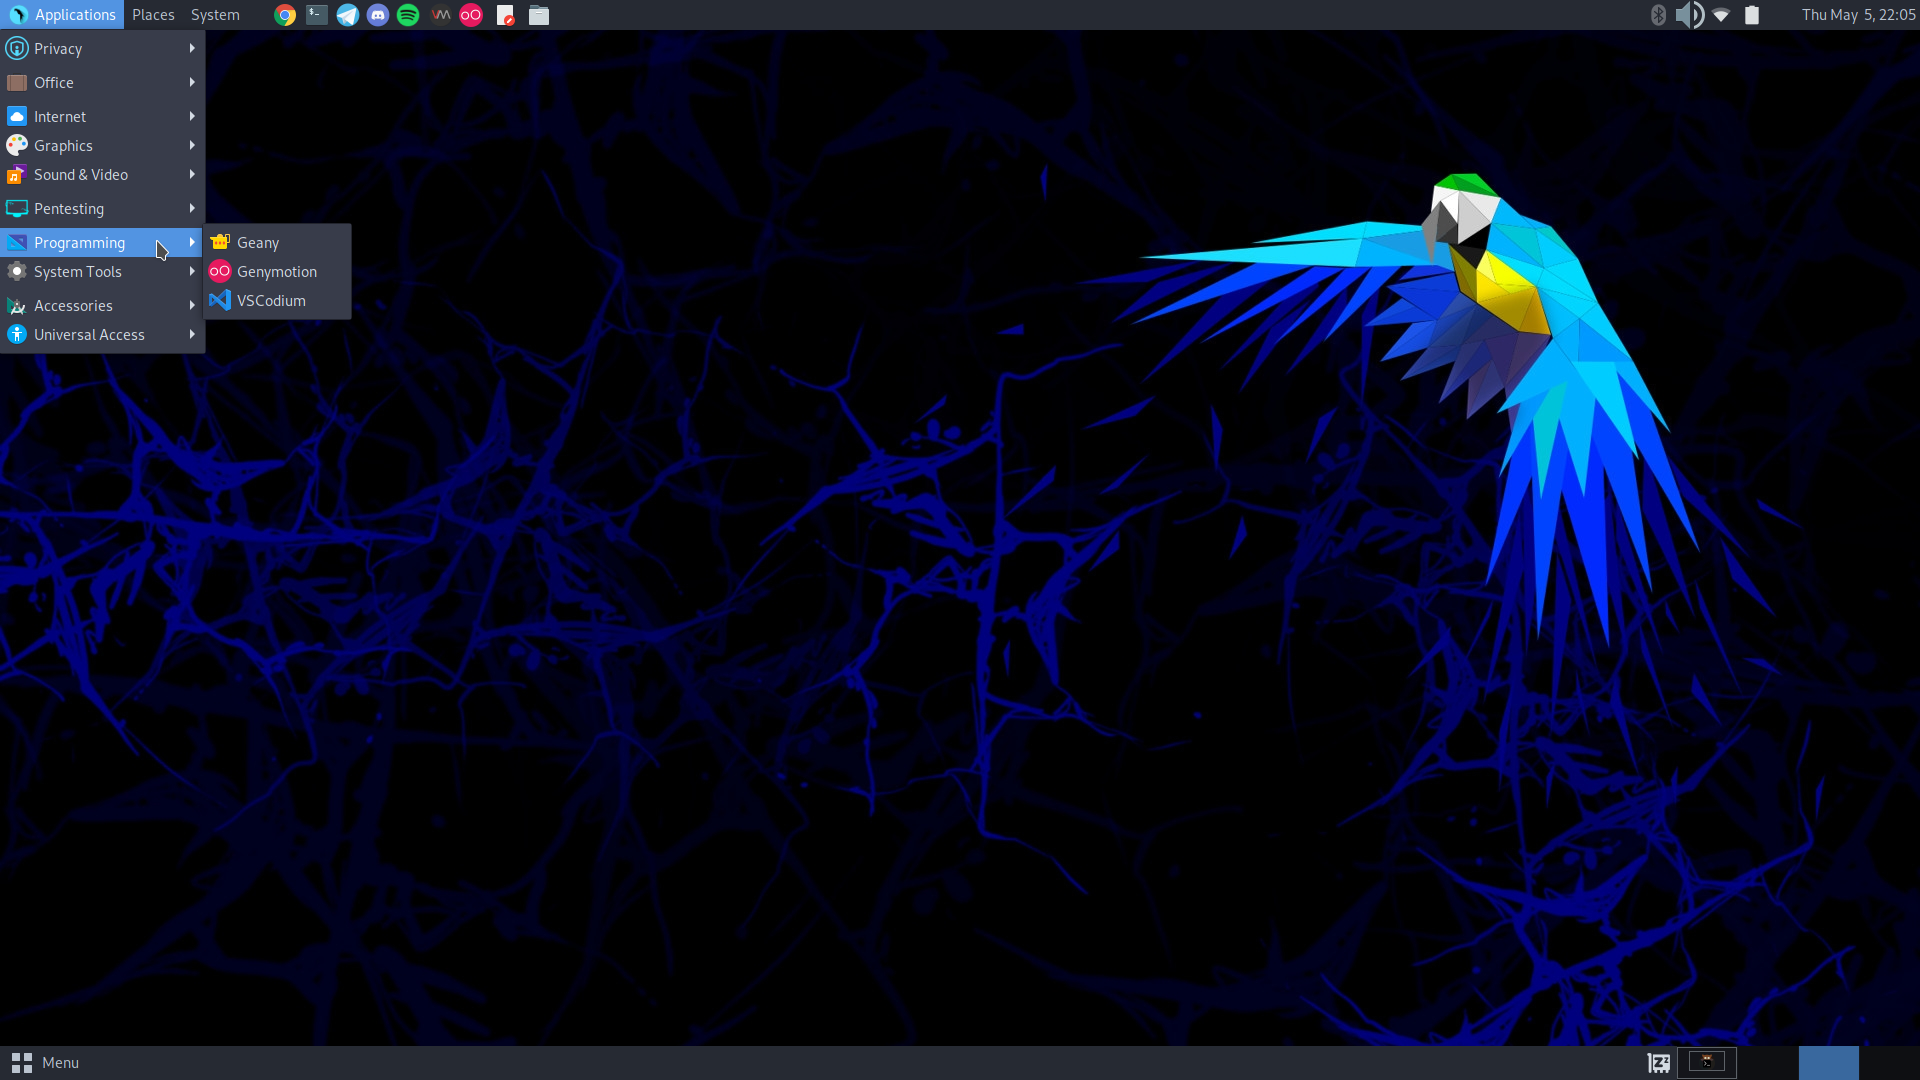 Applications Places System Thu May 5, 22:05
Privacy
Office
Internet
Graphics
Sound & Video
Pentesting
Programming
System Tools
Accessories
Universal Access
Geany
Genymotion
VSCodium
Menu